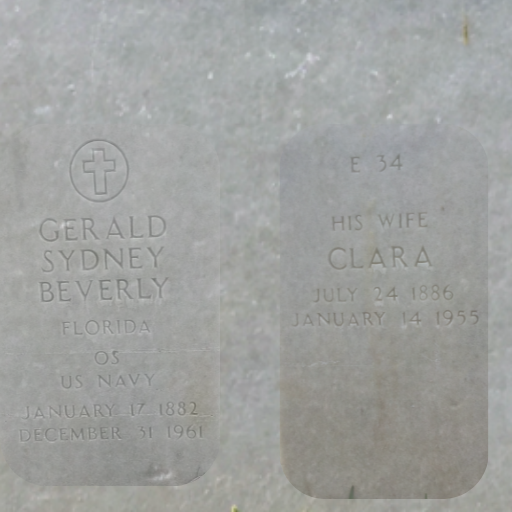 GERALD
SYDNEY
BEVERLY
FLORIDA
OS
US NAVY
JANUARY 17 1882
DECEMBER 31 1961
E 34
HIS WIFE
CLARA
JULY 24 1886
JANUARY 14 1955